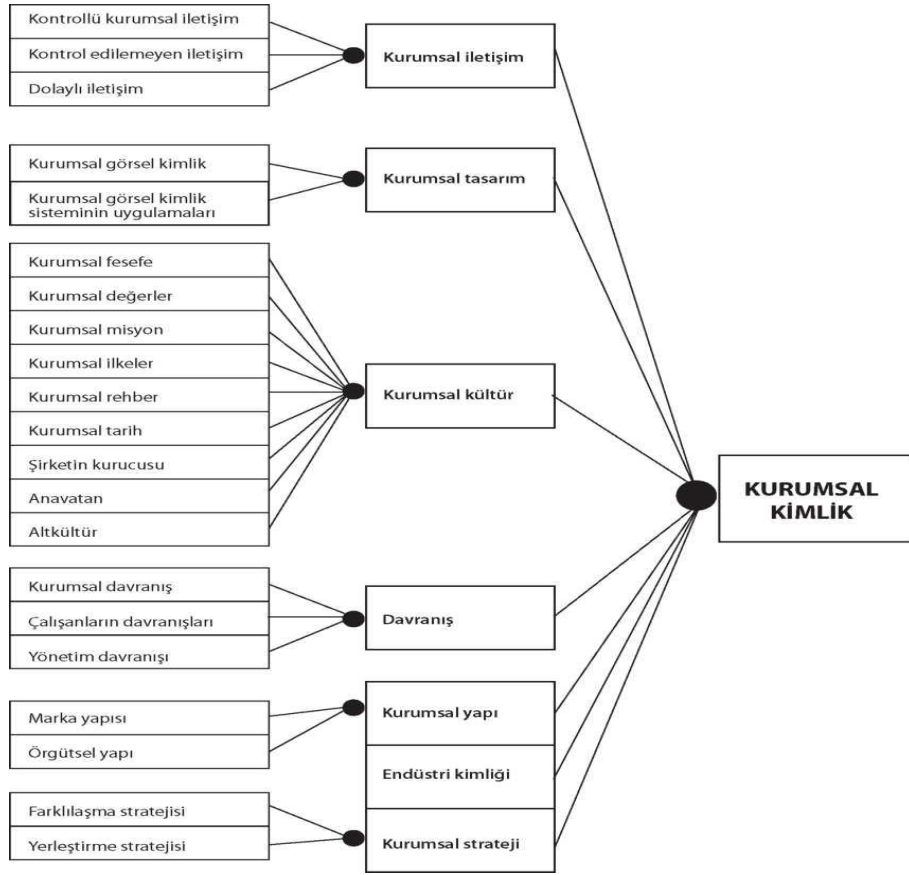 Kontrollü kurumsal iletişim
Kontrol edilemeyen iletişim
Dolaylı iletişim
Kurumsal iletişim
Kurumsal görsel kimlik
Kurumsal görsel kimlik
sisteminin uygulamaları
Kurumsal tasarım
Kurumsal fesefe
Kurumsal değerler
Kurumsal misyon
Kurumsal ilkeler
Kurumsal rehber
Kurumsal tarih
Şirketin kurucusu
Anavatan
Altkültür
Kurumsal kültür
Kurumsal davranış
Çalışanların davranışları
Yönetim davranışı
Davranış
Marka yapısı
Örgütsel yapı
Kurumsal yapı
Endüstri kimliği
Farklılaşma stratejisi
Yerleştirme stratejisi
Kurumsal strateji
KURUMSAL
KİMLİK